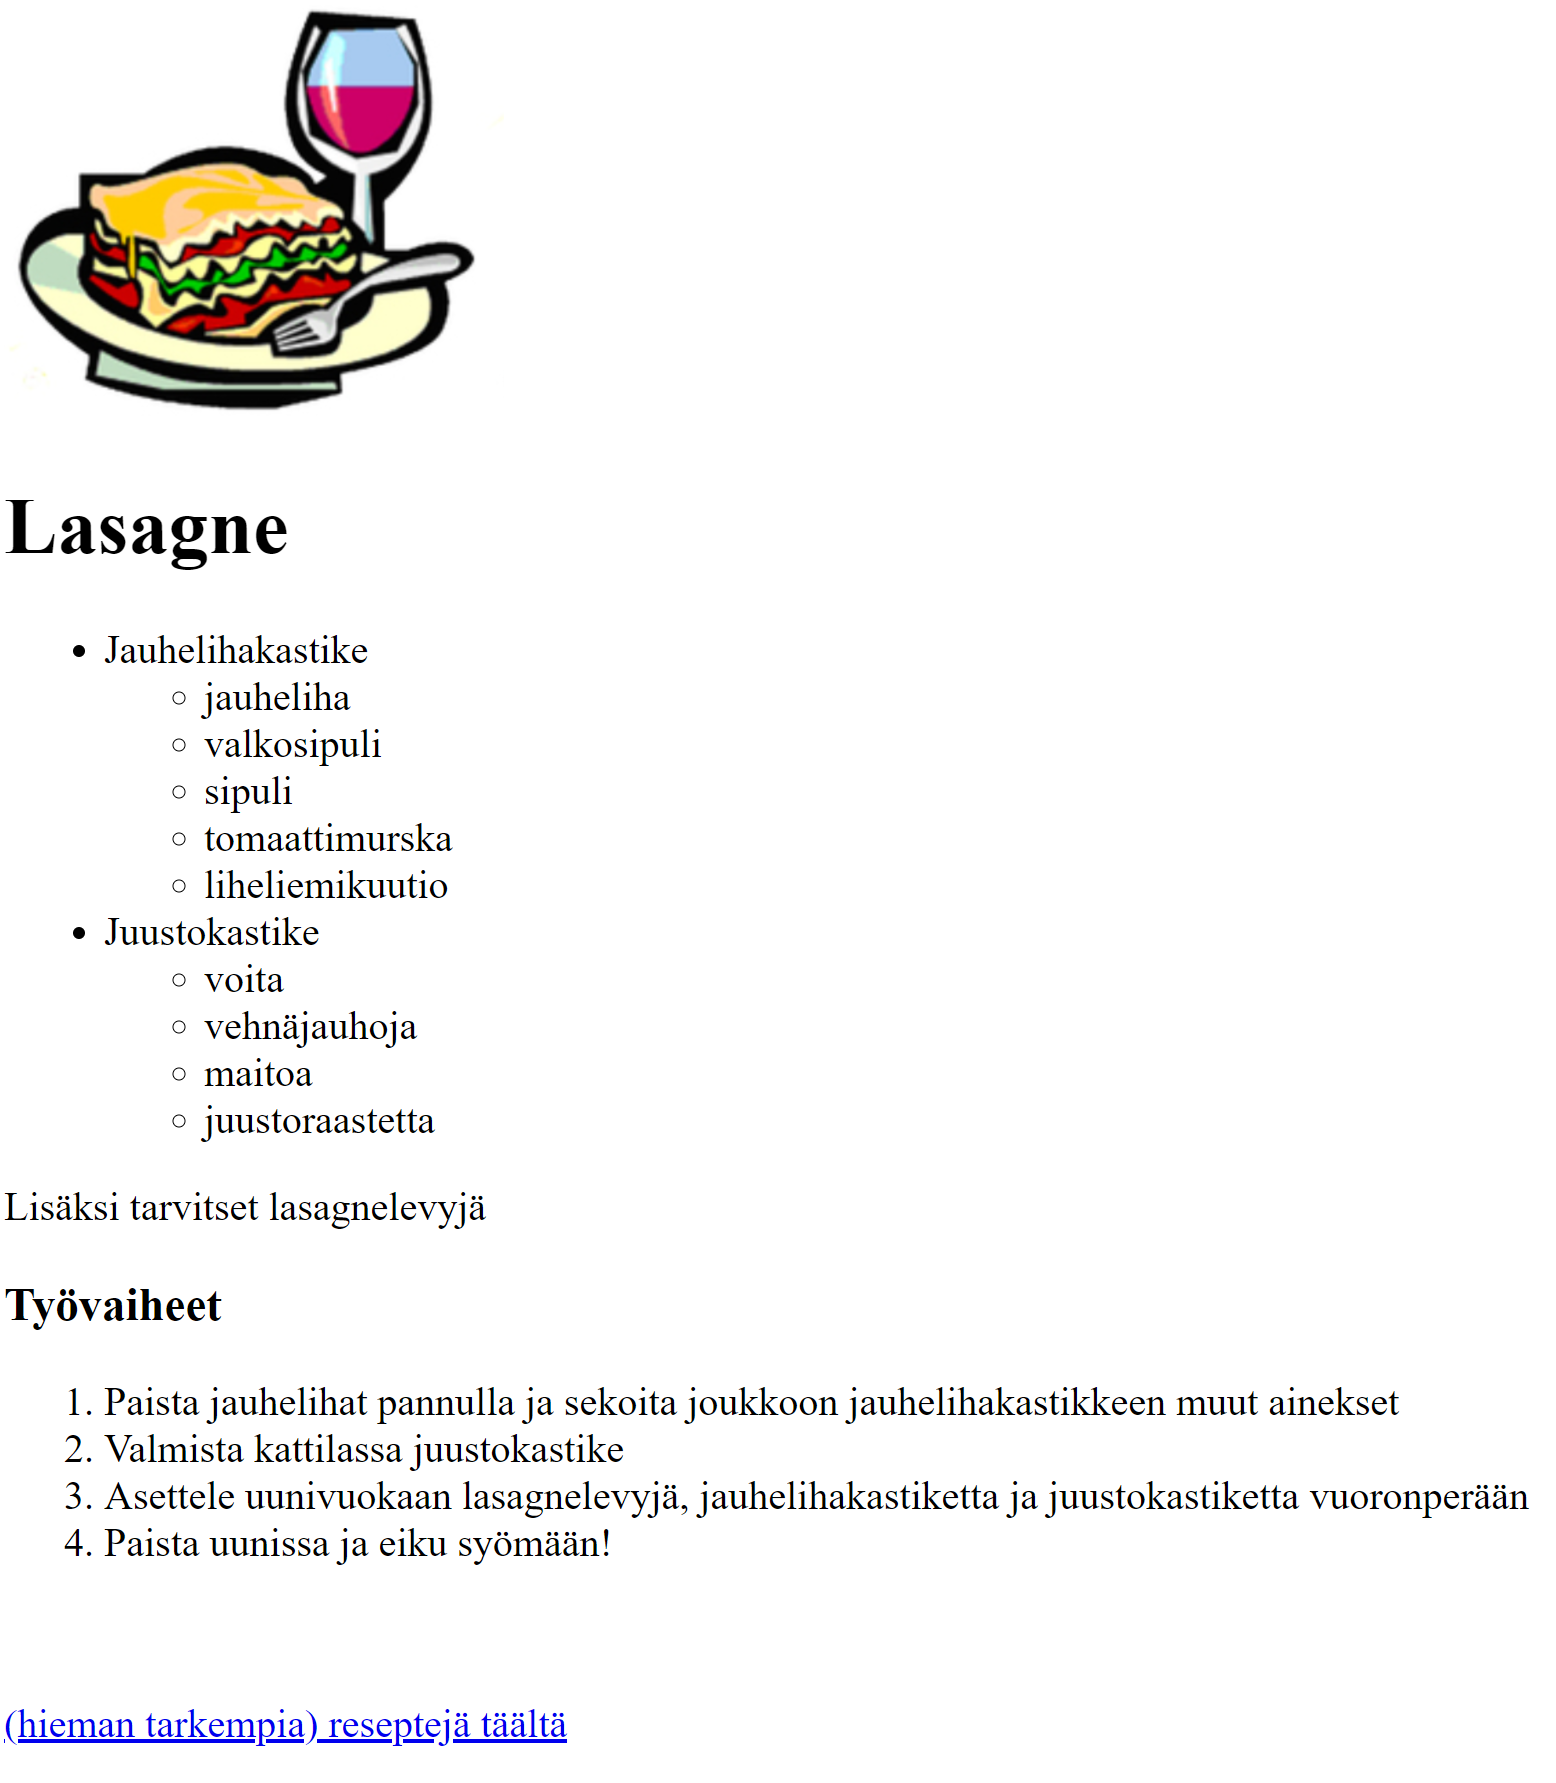 Lasagne
• Jauhelihakastike
◦ jauheliha
◦ valkosipuli
◦ sipuli
◦ tomaattimurska
◦ liheliemikuutio
• Juustokastike
◦ voita
◦ vehnäjauhoja
◦ maitoa
◦ juustoraastetta
Lisäksi tarvitset lasagnelevyjä
Työvaiheet
1. Paista jauhelihat pannulla ja sekoita joukkoon jauhelihakastikkeen muut ainekset
2. Valmista kattilassa juustokastike
3. Asettele uunivuokaan lasagnelevyjä, jauhelihakastiketta ja juustokastiketta vuoronperään
4. Paista uunissa ja eiku syömään!
(hieman tarkempia) reseptejä täältä